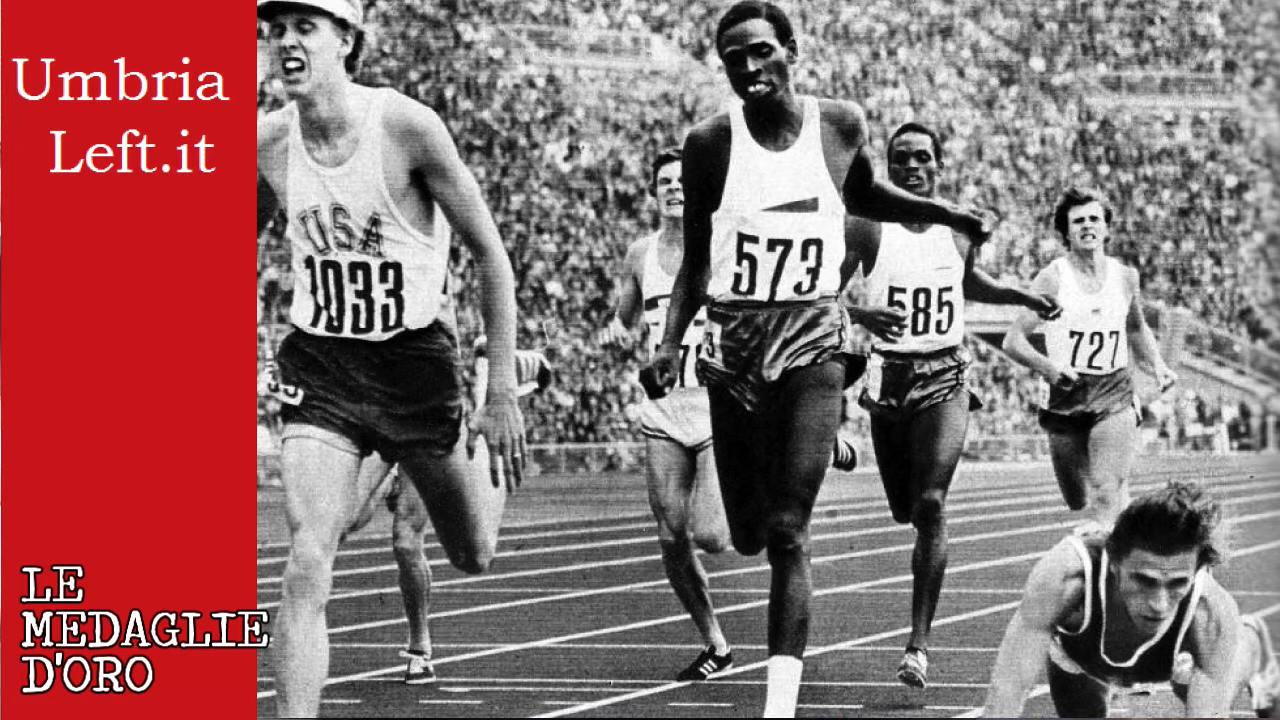 Umbria
Left.it
LE
MEDAGLIE
D'ORO
USA
1033
573
585
727